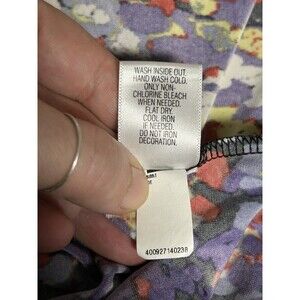 WASH INSIDE OUT.
HAND WASH COLD.
ONLY NON-
CHLORINE BLEACH
WHEN NEEDED.
FLAT DRY.
COOL IRON
IF NEEDED.
DO NOT IRON
DECORATION.
400927140238